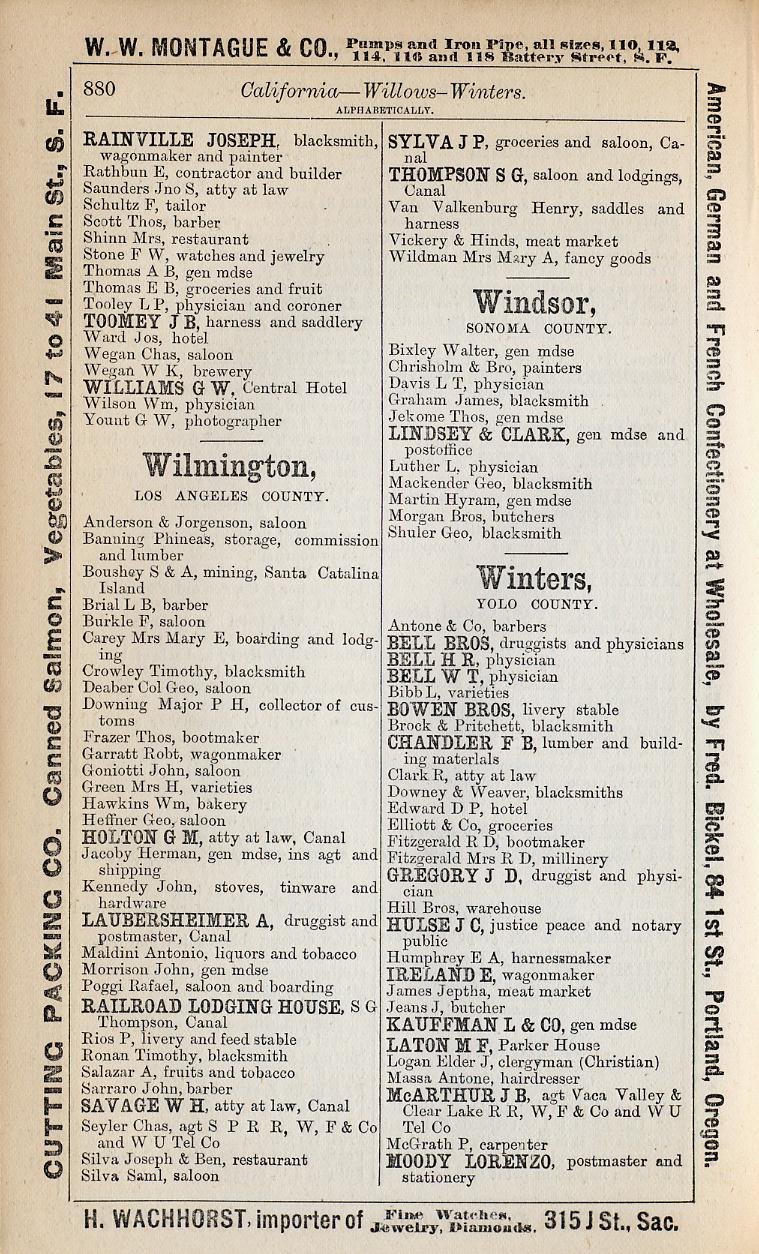 W. W. MONTAGUE & CO., Pumps and Iron Pipe, all sizes, 110, 112,
114, 116 and 118 Battery Street, S. F.
880
California—Willows–Winters.
ALPHABETICALLY.
RAINVILLE JOSEPH, blacksmith,
wagonmaker and painter
Rathbun E, contractor and builder
Saunders Jno S, atty at law
Schultz F, tailor
Scott Thos, barber
Shinn Mrs, restaurant
Stone F W, watches and jewelry
Thomas A B, gen mdse
Thomas E B, groceries and fruit
Tooley L P, physician and coroner
TOOMEY J B, harness and saddlery
Ward Jos, hotel
Wegan Chas, saloon
Wegan W K, brewery
WILLIAMS G W, Central Hotel
Wilson Wm, physician
Yount G W, photographer
Wilmington,
LOS ANGELES COUNTY.
Anderson & Jorgenson, saloon
Banning Phineas, storage, commission
and lumber
Boushey S & A, mining, Santa Catalina
Island
Brial L B, barber
Burkle F, saloon
Carey Mrs Mary E, boarding and lodg-
ing
Crowley Timothy, blacksmith
Deaber Col Geo, saloon
Downing Major P H, collector of cus-
toms
Frazer Thos, bootmaker
Garratt Robt, wagonmaker
Goniotti John, saloon
Green Mrs H, varieties
Hawkins Wm, bakery
Heffner Geo, saloon
HOLTON G M, atty at law, Canal
Jacoby Herman, gen mdse, ins agt and
shipping
Kennedy John, stoves, tinware and
hardware
LAUBERSHEIMER A, druggist and
postmaster, Canal
Maldini Antonio, liquors and tobacco
Morrison John, gen mdse
Poggi Rafael, saloon and boarding
RAILROAD LODGING HOUSE, S G
Thompson, Canal
Rios P, livery and feed stable
Ronan Timothy, blacksmith
Salazar A, fruits and tobacco
Sarraro John, barber
SAVAGE W H, atty at law, Canal
Seyler Chas, agt S P R R, W, F & Co
and W U Tel Co
Silva Joseph & Ben, restaurant
Silva Saml, saloon
SYLVA J P, groceries and saloon, Ca-
nal
THOMPSON S G, saloon and lodgings,
Canal
Van Valkenburg Henry, saddles and
harness
Vickery & Hinds, meat market
Wildman Mrs Mary A, fancy goods
Windsor,
SONOMA COUNTY.
Bixley Walter, gen mdse
Chrisholm & Bro, painters
Davis L T, physician
Graham James, blacksmith
Jekome Thos, gen mdse
LINDSEY & CLARK, gen mdse and
postoffice
Luther L, physician
Mackender Geo, blacksmith
Martin Hyram, gen mdse
Morgan Bros, butchers
Shuler Geo, blacksmith
Winters,
YOLO COUNTY.
Antone & Co, barbers
BELL BROS, druggists and physicians
BELL H R, physician
BELL W T, physician
Bibb L, varieties
BOWEN BROS, livery stable
Brock & Pritchett, blacksmith
CHANDLER F B, lumber and build-
ing materlals
Clark R, atty at law
Downey & Weaver, blacksmiths
Edward D P, hotel
Elliott & Co, groceries
Fitzgerald R D, bootmaker
Fitzgerald Mrs R D, millinery
GREGORY J D, druggist and physi-
cian
Hill Bros, warehouse
HULSE J C, justice peace and notary
public
Humphrey E A, harnessmaker
IRELAND E, wagonmaker
James Jeptha, meat market
Jeans J, butcher
KAUFFMAN L & CO, gen mdse
LATON M F, Parker House
Logan Elder J, clergyman (Christian)
Massa Antone, hairdresser
McARTHUR J B, agt Vaca Valley &
Clear Lake R R, W, F & Co and W U
Tel Co
McGrath P, carpenter
MOODY LORENZO, postmaster and
stationery
CUTTING PACKING CO. Canned Salmon, Vegetables, 17 to 41 Main St., S. F.
American, German and French Confectionery at Wholesale, by Fred. Bickel, 84 1st St., Portland, Oregon.
H. WACHHORST, importer of Fine Watches, Jewelry, Diamonds. 315 J St., Sac.